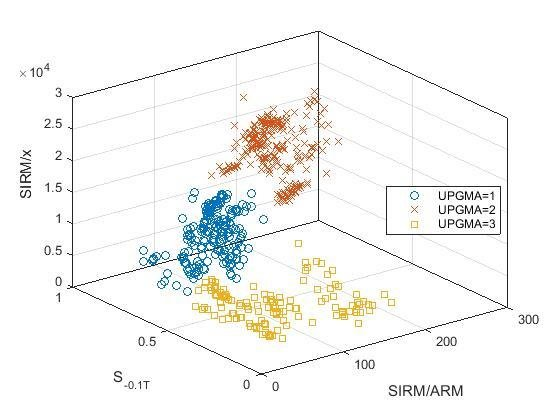 ×10⁴
3
2.5
2
1.5
1
0.5
0
SIRM/x
1
0.5
0
S-0.1T
0
100
200
300
SIRM/ARM
UPGMA=1
UPGMA=2
UPGMA=3